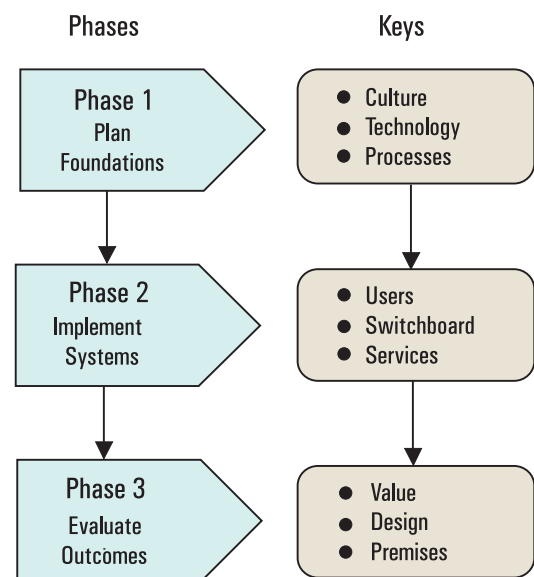 Phases
Keys
Phase 1
Plan
Foundations
Culture
Technology
Processes
Phase 2
Implement
Systems
Users
Switchboard
Services
Phase 3
Evaluate
Outcomes
Value
Design
Premises